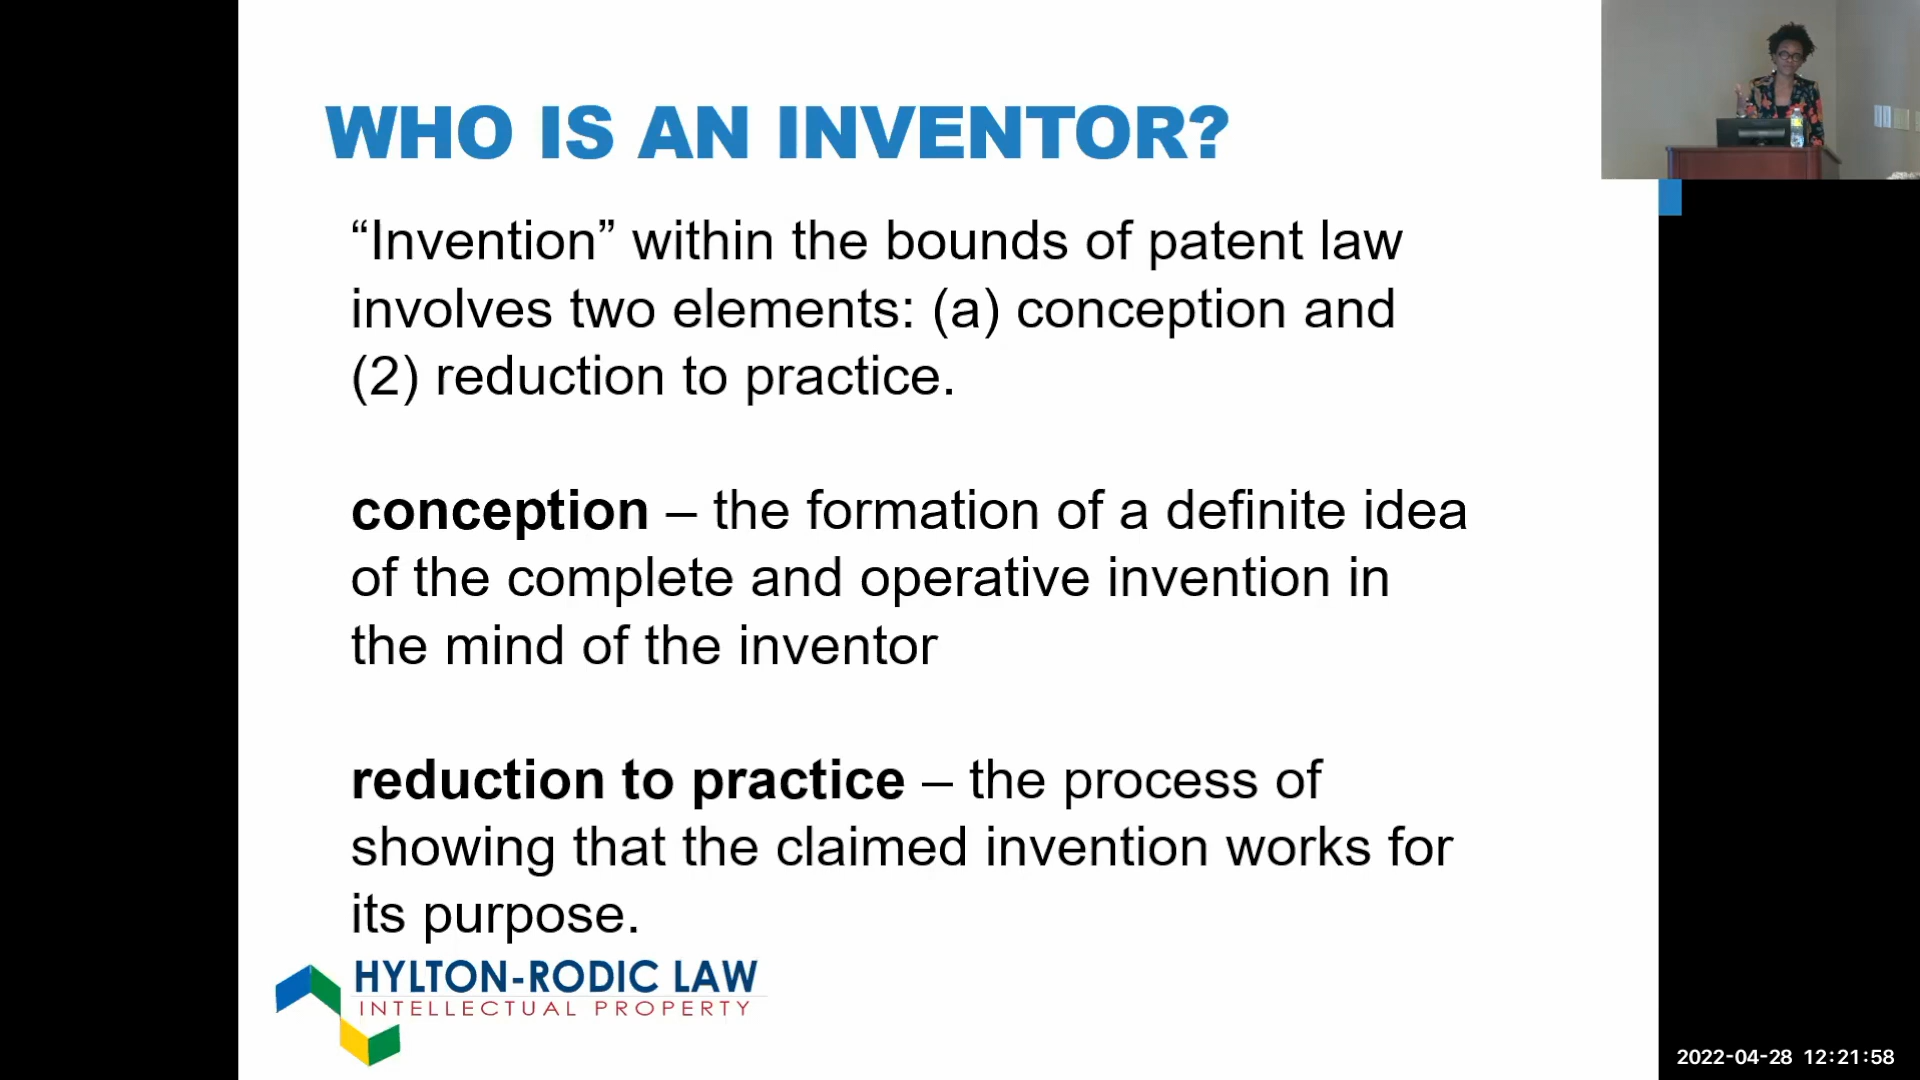 WHO IS AN INVENTOR?
“Invention” within the bounds of patent law
involves two elements: (a) conception and
(2) reduction to practice.
conception – the formation of a definite idea
of the complete and operative invention in
the mind of the inventor
reduction to practice – the process of
showing that the claimed invention works for
its purpose.
HYLTON-RODIC LAW
INTELLECTUAL PROPERTY
2022-04-28 12:21:58